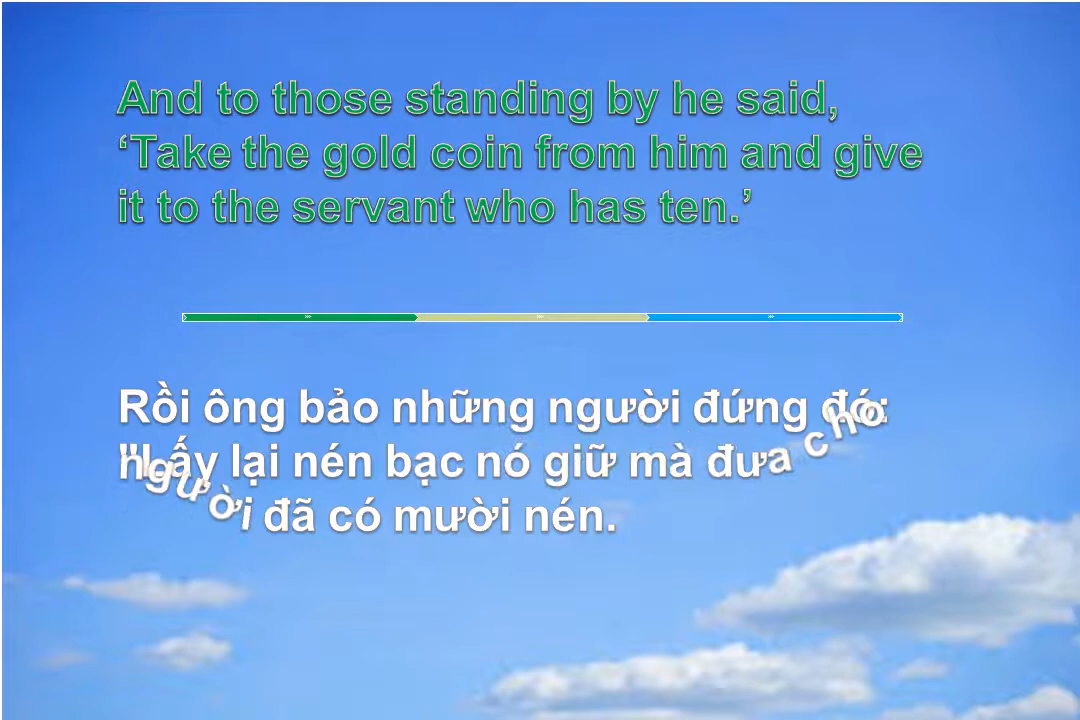 And to those standing by he said,
‘Take the gold coin from him and give
it to the servant who has ten.’
Rồi ông bảo những người đứng đó:
"Lấy lại nén bạc nó giữ mà đưa cho
người đã có mười nén.